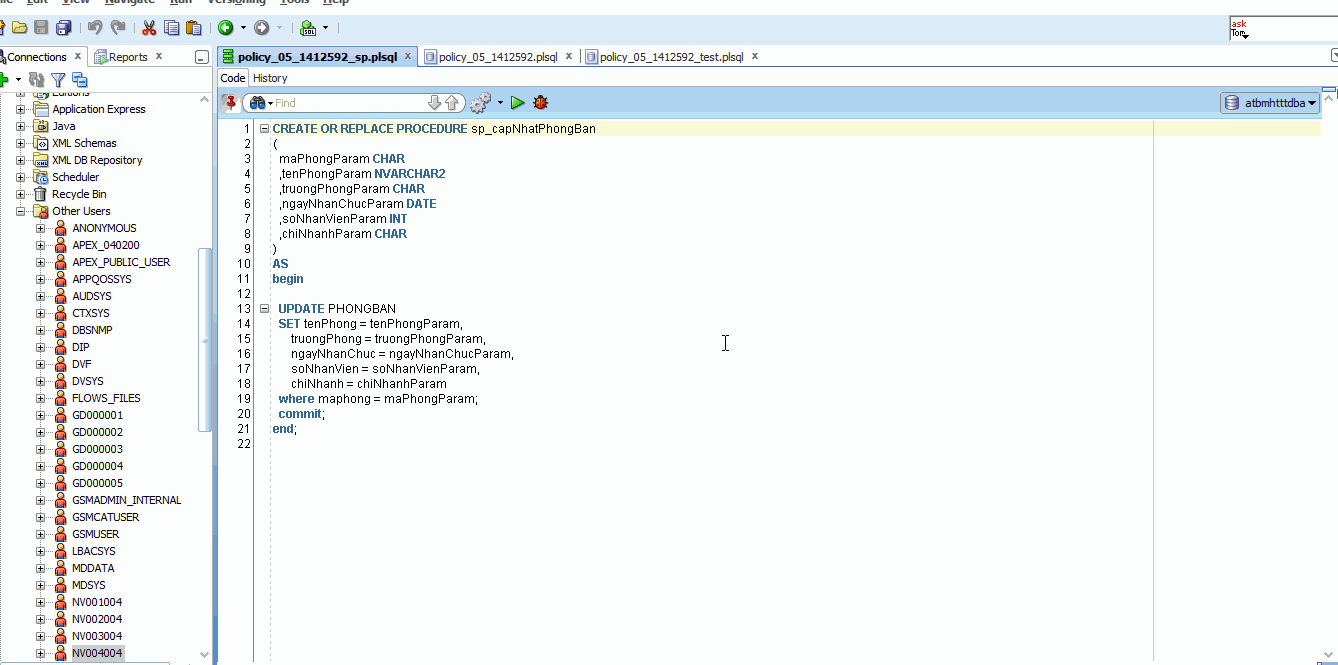 Edit View Navigate Run Versioning Tools Help
ask
Tom
Connections x Reports x
policy_05_1412592_sp.plsql x policy_05_1412592.plsql x policy_05_1412592_test.plsql x
Code History
Find
atbmhtttdba
Editions
Application Express
Java
XML Schemas
XML DB Repository
Scheduler
Recycle Bin
Other Users
ANONYMOUS
APEX_040200
APEX_PUBLIC_USER
APPQOSSYS
AUDSYS
CTXSYS
DBSNMP
DIP
DVF
DVSYS
FLOWS_FILES
GD000001
GD000002
GD000003
GD000004
GD000005
GSMADMIN_INTERNAL
GSMCATUSER
GSMUSER
LBACSYS
MDDATA
MDSYS
NV001004
NV002004
NV003004
NV004004
1 CREATE OR REPLACE PROCEDURE sp_capNhatPhongBan
2 (
3 maPhongParam CHAR
4 ,tenPhongParam NVARCHAR2
5 ,truongPhongParam CHAR
6 ,ngayNhanChucParam DATE
7 ,soNhanVienParam INT
8 ,chiNhanhParam CHAR
9 )
10 AS
11 begin
12
13 UPDATE PHONGBAN
14 SET tenPhong = tenPhongParam,
15 truongPhong = truongPhongParam,
16 ngayNhanChuc = ngayNhanChucParam,
17 soNhanVien = soNhanVienParam,
18 chiNhanh = chiNhanhParam
19 where maphong = maPhongParam;
20 commit;
21 end;
22